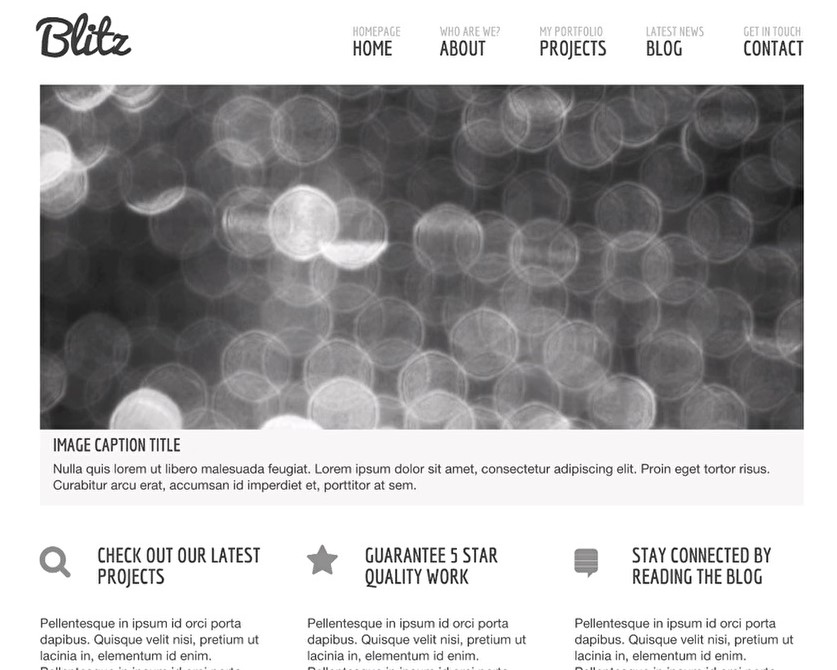 Blitz
HOMEPAGE WHO ARE WE? MY PORTFOLIO LATEST NEWS GET IN TOUCH
HOME ABOUT PROJECTS BLOG CONTACT
IMAGE CAPTION TITLE
Nulla quis lorem ut libero malesuada feugiat. Lorem ipsum dolor sit amet, consectetur adipiscing elit. Proin eget tortor risus.
Curabitur arcu erat, accumsan id imperdiet et, porttitor at sem.
CHECK OUT OUR LATEST
PROJECTS
Pellentesque in ipsum id orci porta
dapibus. Quisque velit nisi, pretium ut
lacinia in, elementum id enim.
GUARANTEE 5 STAR
QUALITY WORK
Pellentesque in ipsum id orci porta
dapibus. Quisque velit nisi, pretium ut
lacinia in, elementum id enim.
STAY CONNECTED BY
READING THE BLOG
Pellentesque in ipsum id orci porta
dapibus. Quisque velit nisi, pretium ut
lacinia in, elementum id enim.